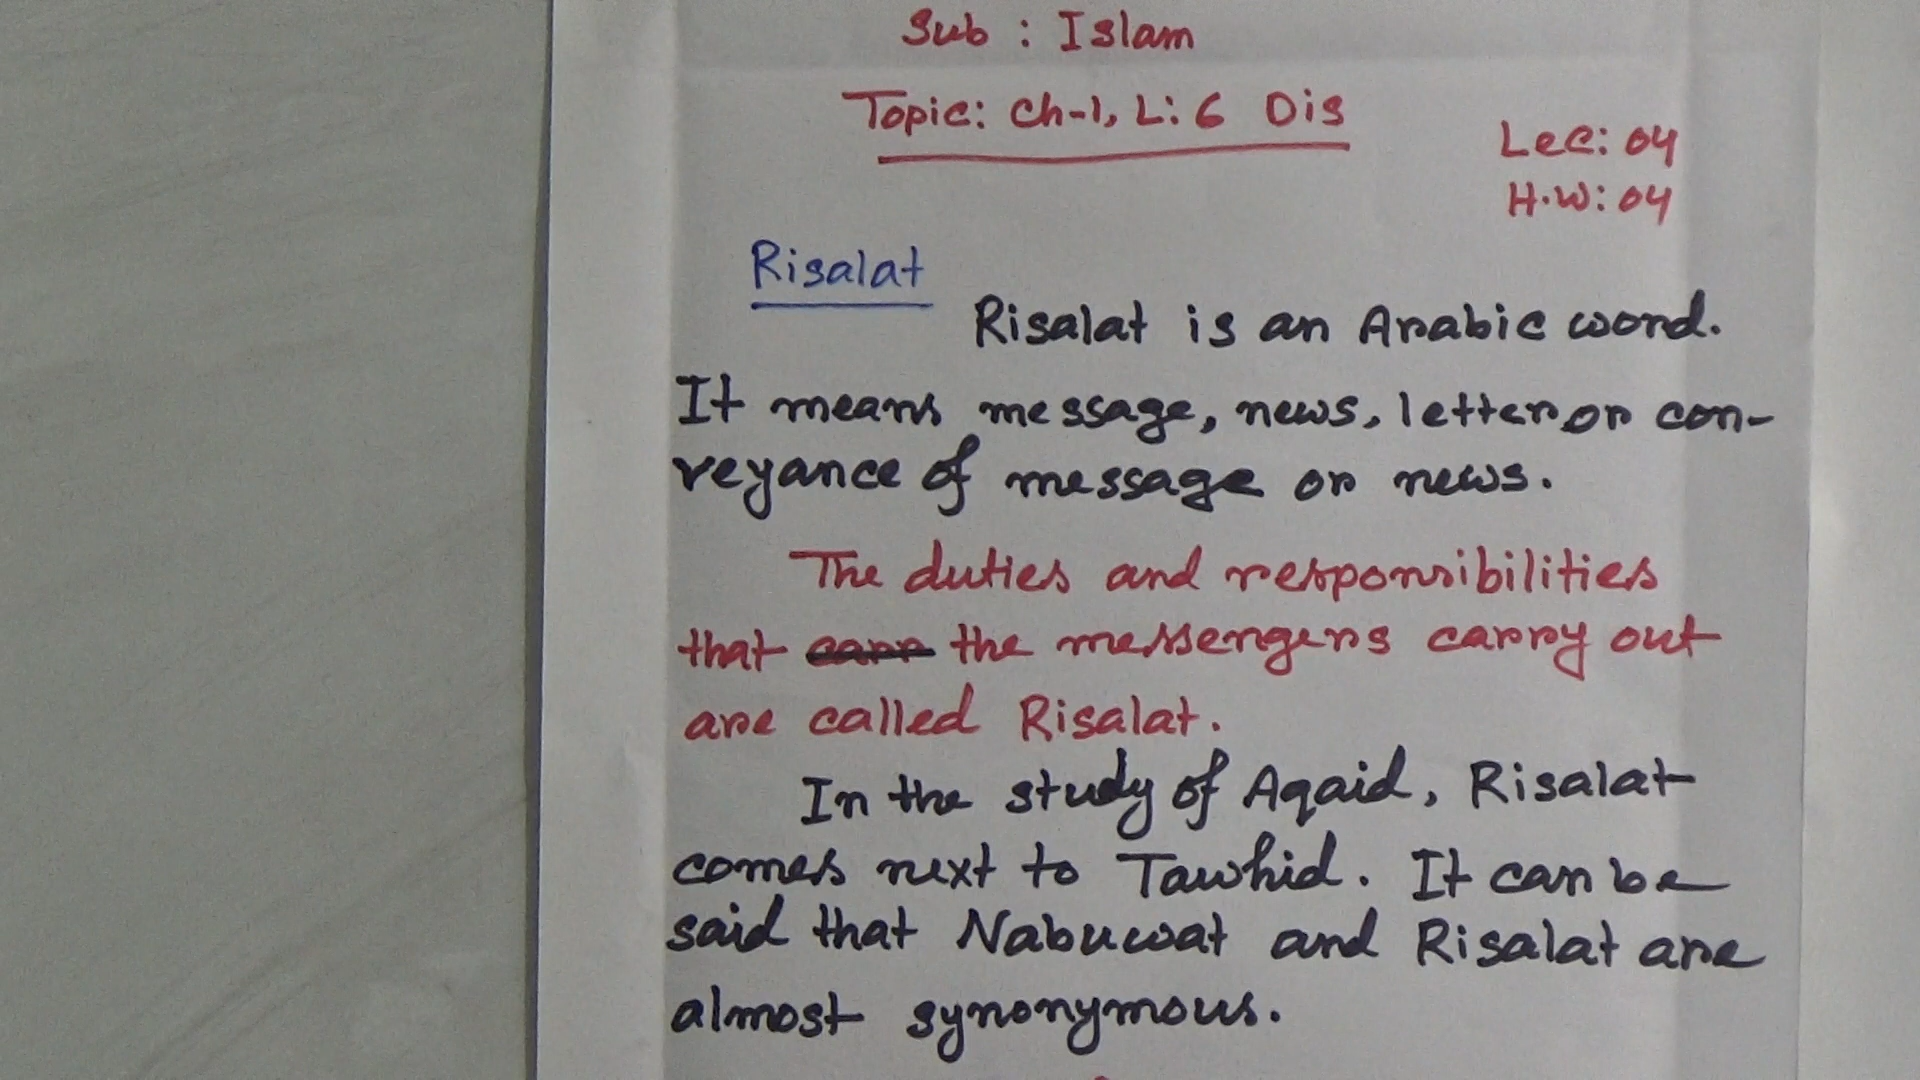 Sub : Islam
Topic: Ch-1, L: 6 Dis
Lec: 04
H.W: 04
Risalat
Risalat is an Arabic word.
It means message, news, letter or con-
veyance of message or news.
The duties and responsibilities
that the messengers carry out
are called Risalat.
In the study of Aqaid, Risalat
comes next to Tawhid. It can be
said that Nabuwat and Risalat are
almost synonymous.